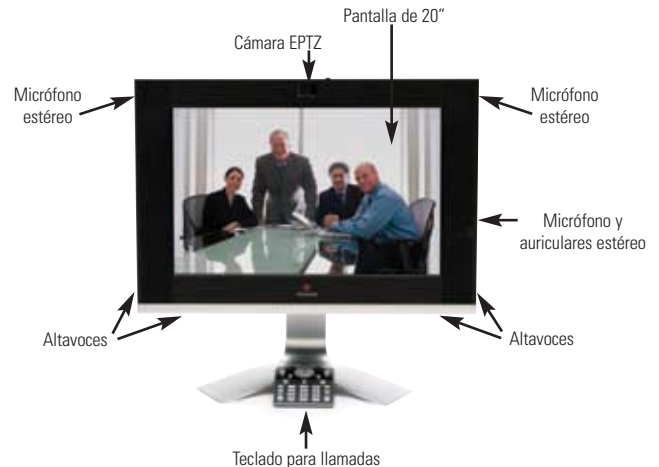 Pantalla de 20"
Cámara EPTZ
Micrófono
estéreo
Micrófono
estéreo
Micrófono y
auriculares estéreo
Altavoces
Altavoces
Teclado para llamadas